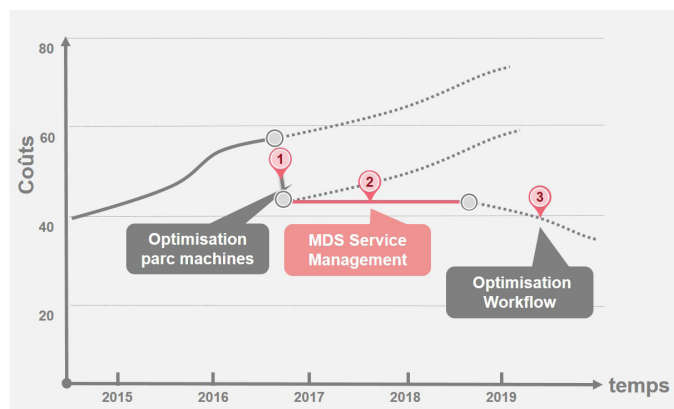 80
60
40
20
Coûts
1
2
3
Optimisation
parc machines
MDS Service
Management
Optimisation
Workflow
2015
2016
2017
2018
2019
temps